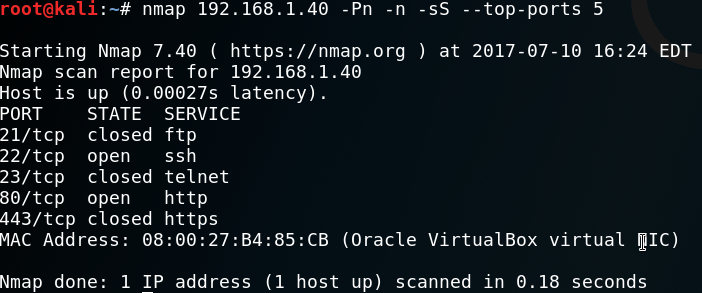 root@kali:~# nmap 192.168.1.40 -Pn -n -sS --top-ports 5
Starting Nmap 7.40 ( https://nmap.org ) at 2017-07-10 16:24 EDT
Nmap scan report for 192.168.1.40
Host is up (0.00027s latency).
PORT    STATE  SERVICE
21/tcp  closed ftp
22/tcp  open   ssh
23/tcp  closed telnet
80/tcp  open   http
443/tcp closed https
MAC Address: 08:00:27:B4:85:CB (Oracle VirtualBox virtual NIC)
Nmap done: 1 IP address (1 host up) scanned in 0.18 seconds